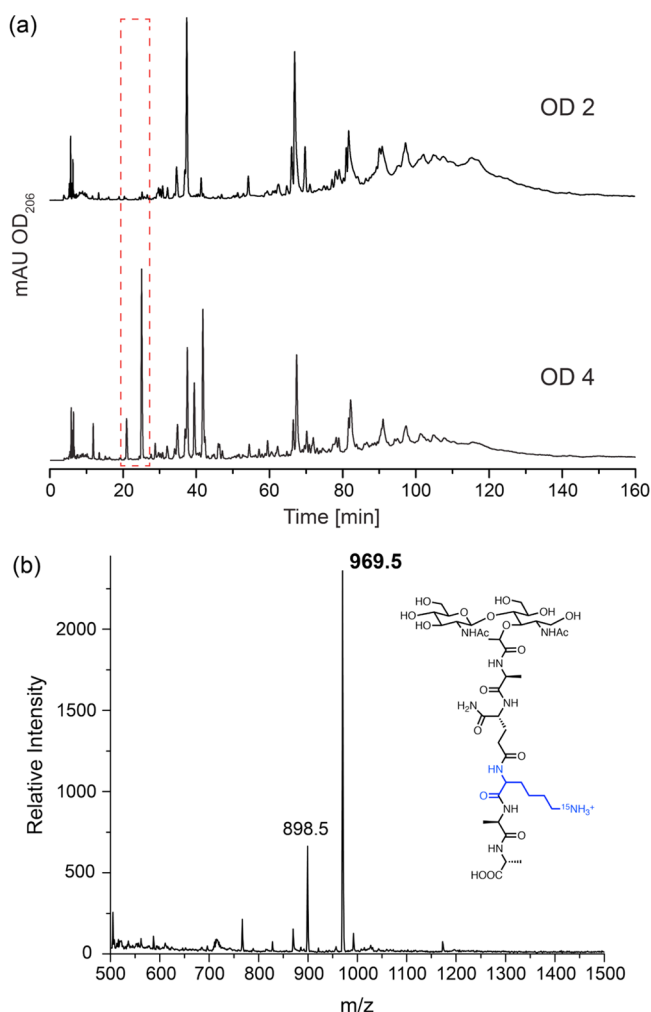 (a)
OD 2
mAU OD206
OD 4
0 20 40 60 80 100 120 140 160
Time [min]
(b)
969.5
2000
1500
1000
500
0
Relative Intensity
898.5
HO HO
HO O O OH OH
HO NHAc O NHAc
O
HN
O NH
H2N
O
O
HN
O
NH 15NH3+
O
HN
HOOC
500 600 700 800 900 1000 1100 1200 1300 1400 1500
m/z